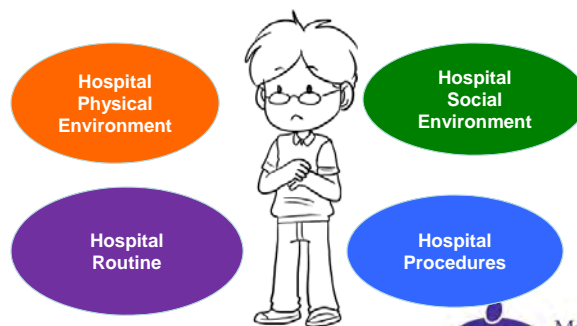 Hospital
Physical
Environment
Hospital
Social
Environment
Hospital
Routine
Hospital
Procedures